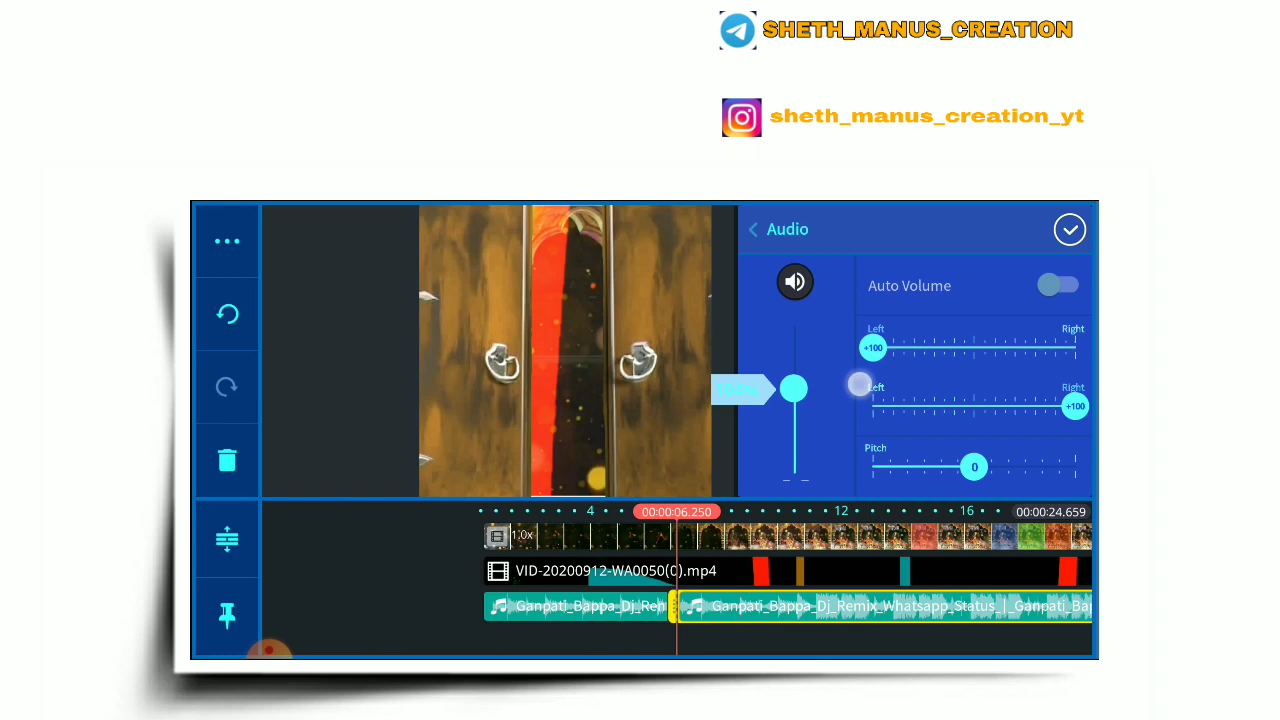 SHETH_MANUS_CREATION
sheth_manus_creation_yt
Audio
Auto Volume
Left Right
+100
Left Right
+100
Pitch
0
4 00:00:06.250 12 16 00:00:24.659
1.0x
VID-20200912-WA0050(0).mp4
Ganpati_Bappa_Dj_Ren
Ganpati_Bappa_Dj_Remix_Whatsapp_Status_|_Ganpati_Bap